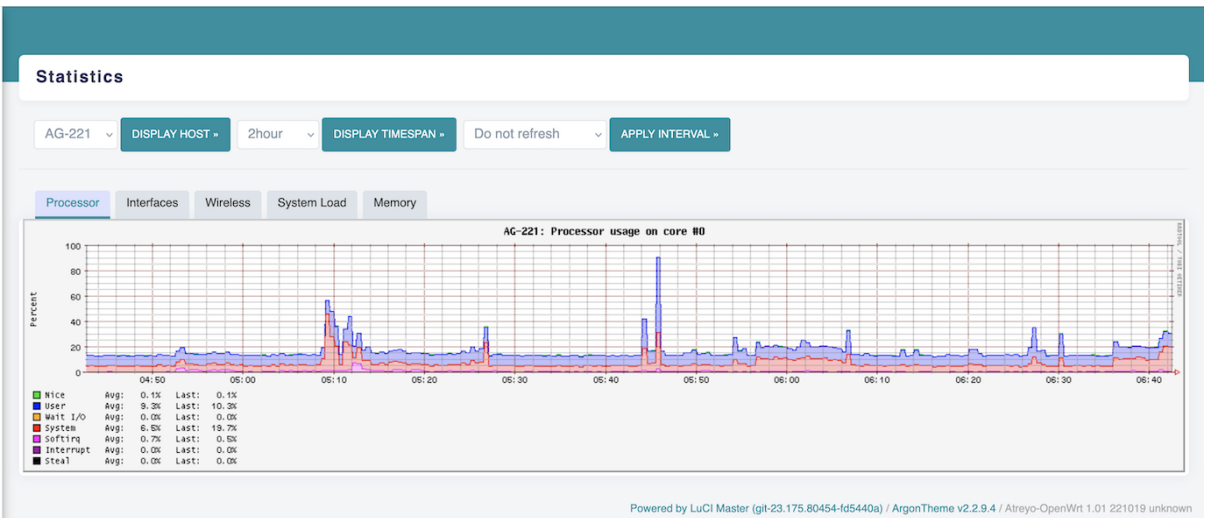 Statistics
AG-221 DISPLAY HOST » 2hour DISPLAY TIMESPAN » Do not refresh APPLY INTERVAL »
Processor Interfaces Wireless System Load Memory
AG-221: Processor usage on core #0
RRDTOOL / TOBI OETIKER
Percent
100
80
60
40
20
0
04:50 05:00 05:10 05:20 05:30 05:40 05:50 06:00 06:10 06:20 06:30 06:40
Nice Avg: 0.1% Last: 0.1%
User Avg: 9.3% Last: 10.3%
Wait I/O Avg: 0.0% Last: 0.0%
System Avg: 6.5% Last: 19.7%
Softirq Avg: 0.7% Last: 0.5%
Interrupt Avg: 0.0% Last: 0.0%
Steal Avg: 0.0% Last: 0.0%
Powered by LuCI Master (git-23.175.80454-fd5440a) / ArgonTheme v2.2.9.4 / Atreyo-OpenWrt 1.01 221019 unknown